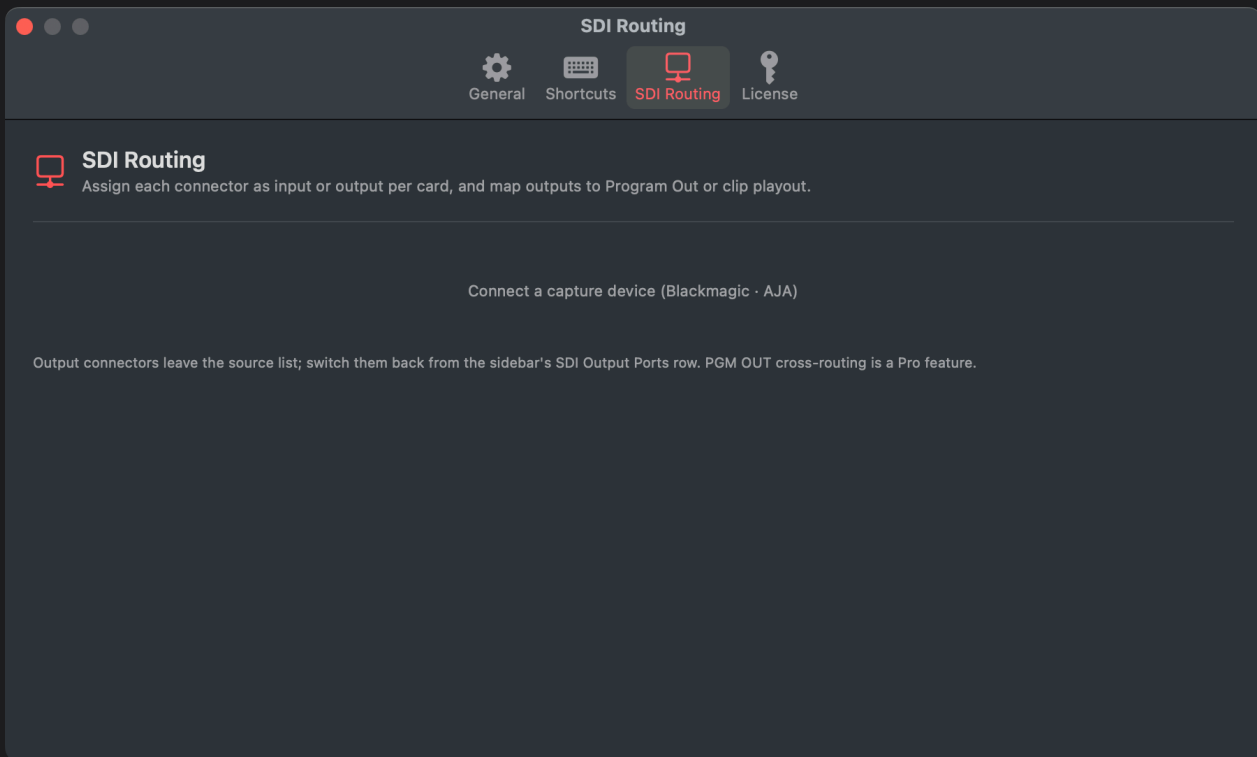 SDI Routing
General
Shortcuts
SDI Routing
License
SDI Routing
Assign each connector as input or output per card, and map outputs to Program Out or clip playout.
Connect a capture device (Blackmagic · AJA)
Output connectors leave the source list; switch them back from the sidebar's SDI Output Ports row. PGM OUT cross-routing is a Pro feature.